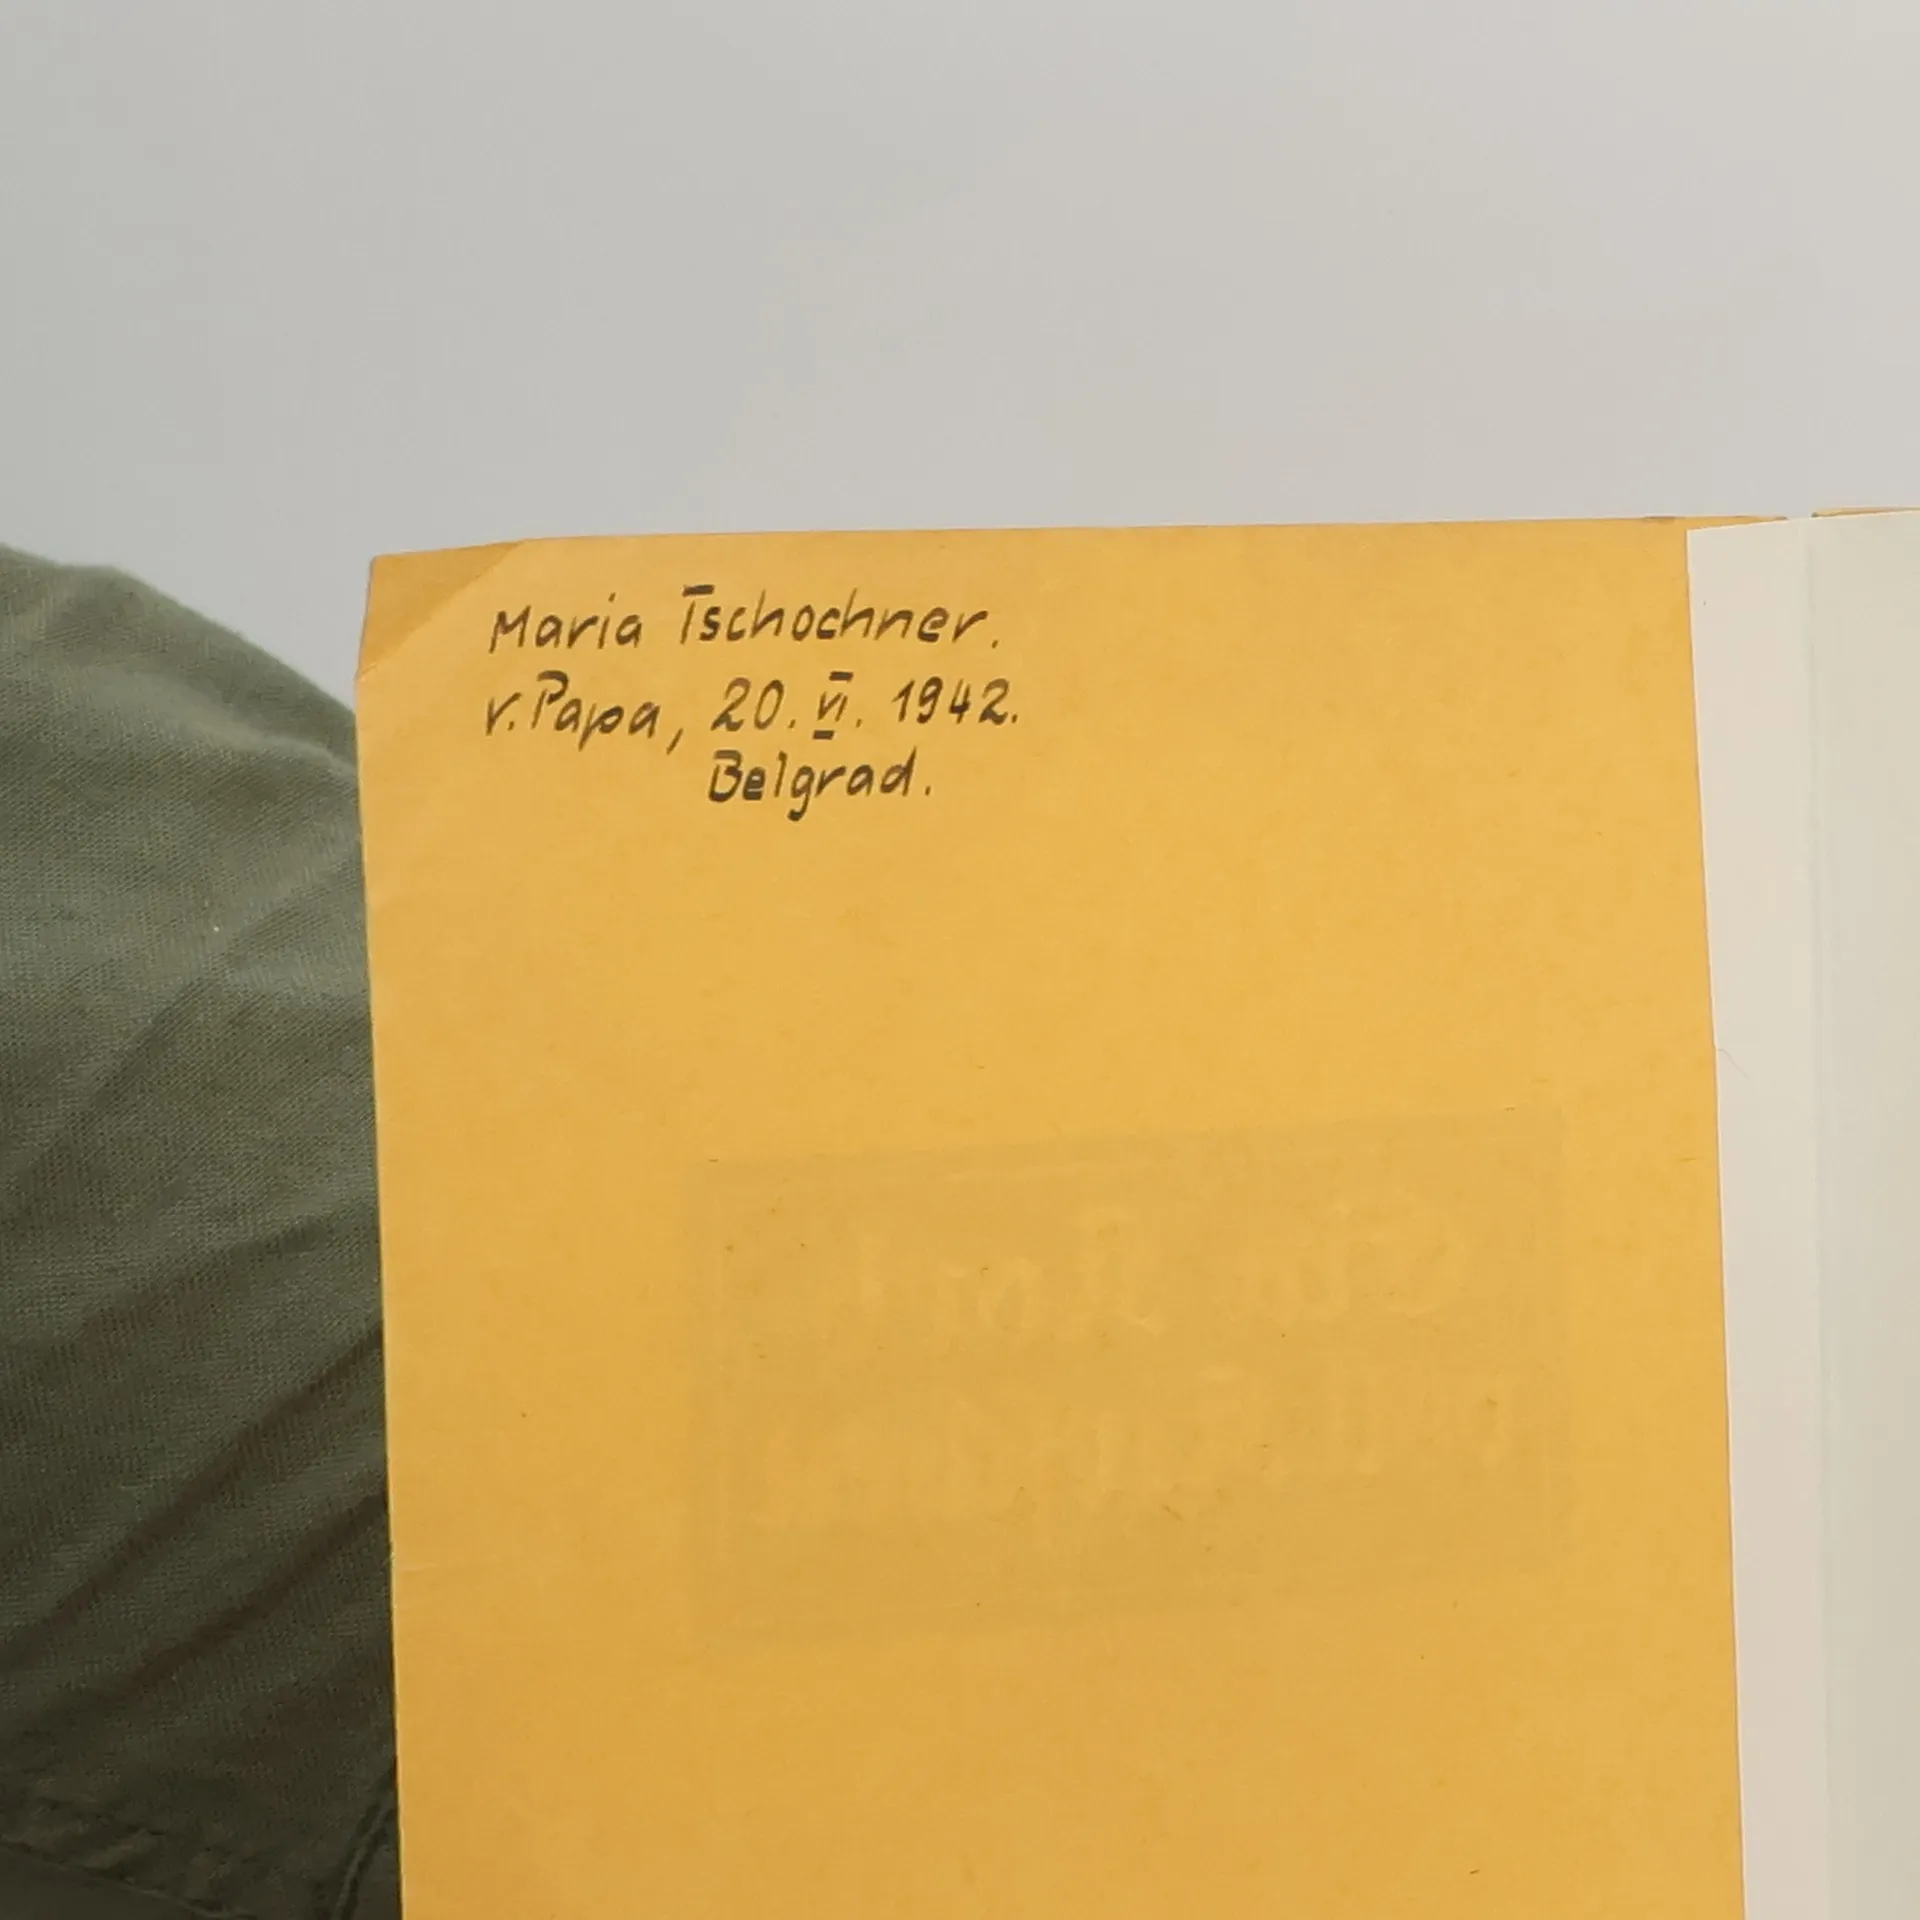 Maria Tschochner.
v. Papa, 20. VI. 1942.
Belgrad.